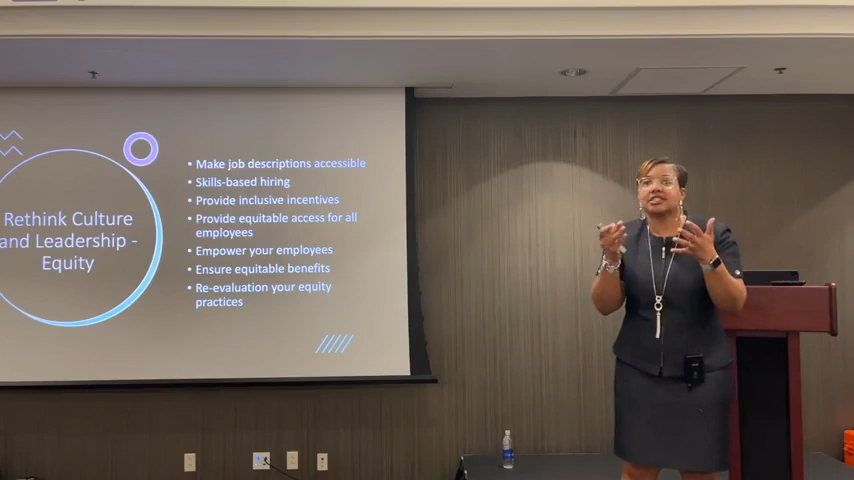 Rethink Culture
and Leadership -
Equity
• Make job descriptions accessible
• Skills-based hiring
• Provide inclusive incentives
• Provide equitable access for all
employees
• Empower your employees
• Ensure equitable benefits
• Re-evaluation your equity
practices